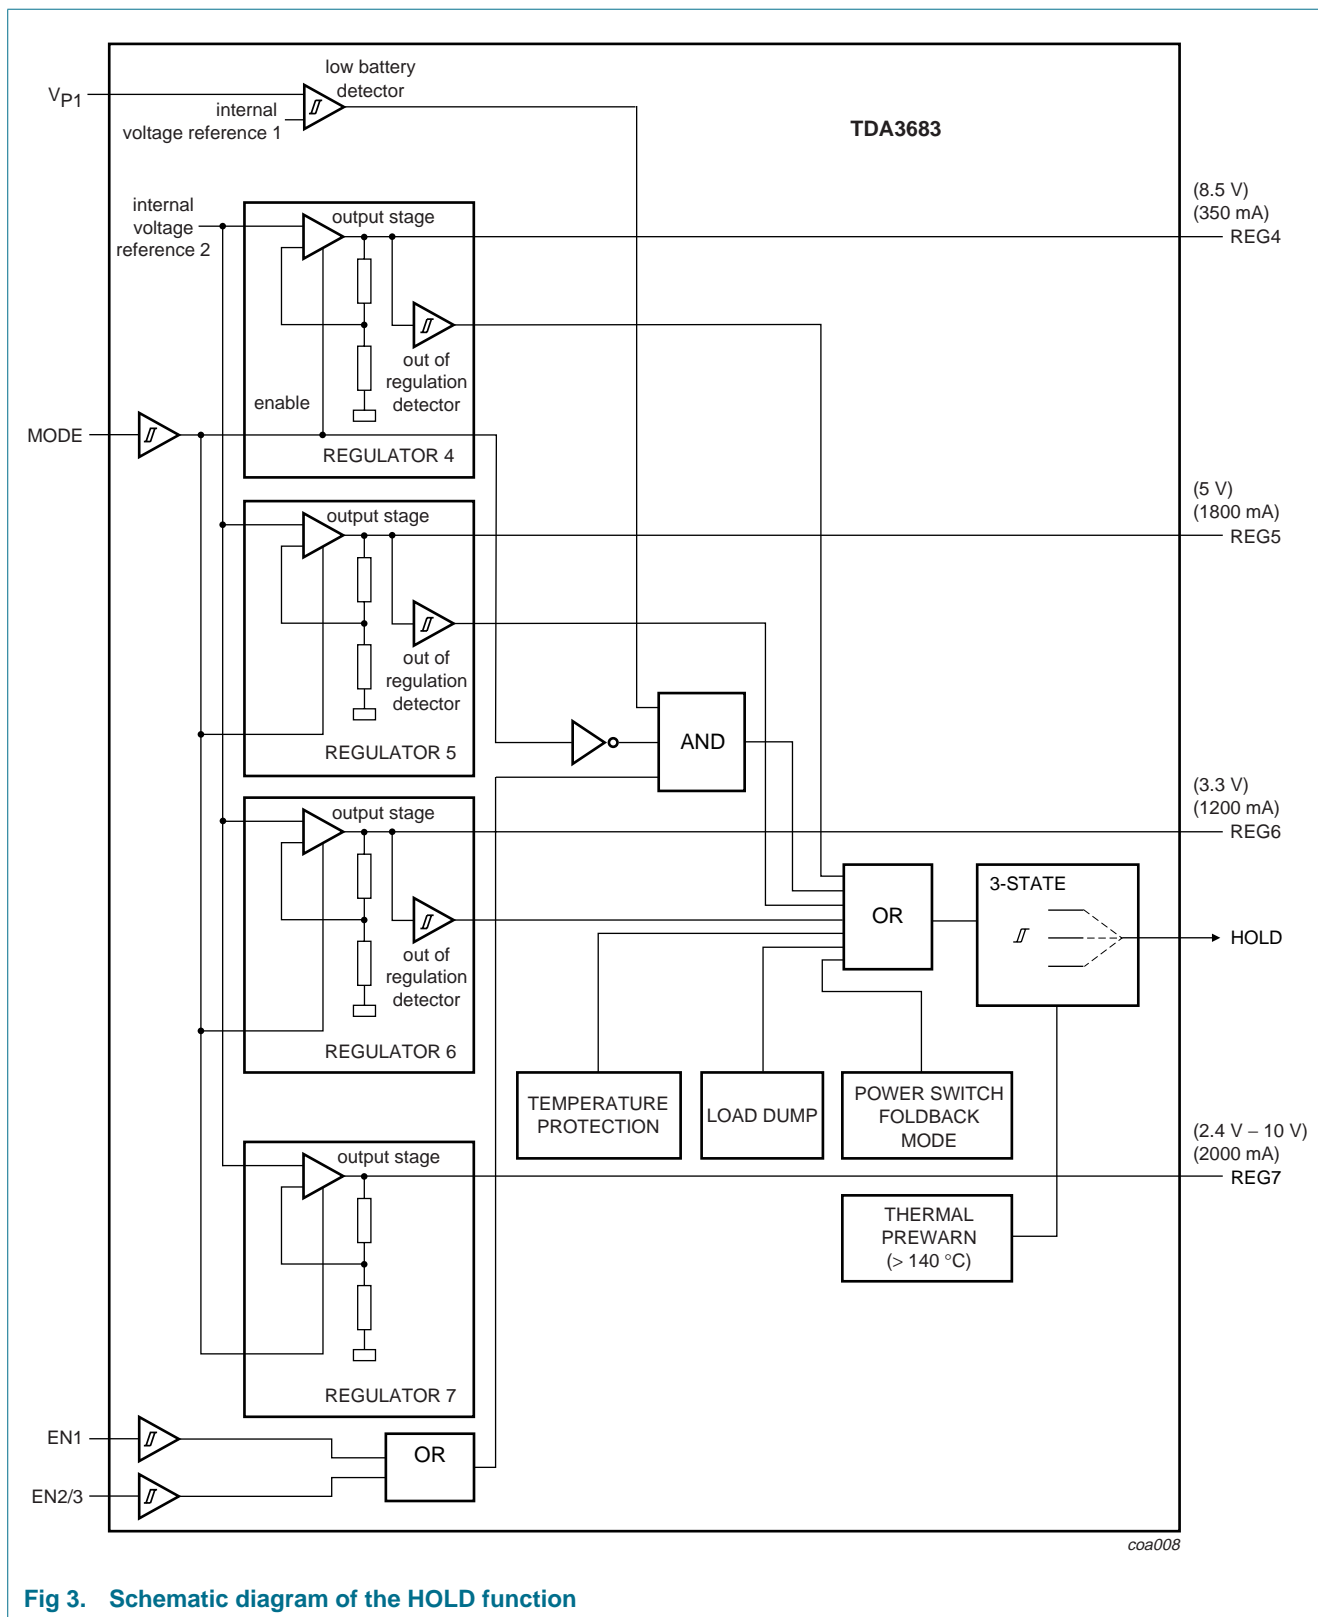 low battery
detector
VP1
internal
voltage reference 1
TDA3683
internal
voltage
reference 2
output stage
(8.5 V)
(350 mA)
REG4
out of
regulation
detector
enable
MODE
REGULATOR 4
output stage
(5 V)
(1800 mA)
REG5
out of
regulation
detector
REGULATOR 5
AND
output stage
(3.3 V)
(1200 mA)
REG6
out of
regulation
detector
REGULATOR 6
OR
3-STATE
HOLD
TEMPERATURE
PROTECTION
LOAD DUMP
POWER SWITCH
FOLDBACK
MODE
output stage
(2.4 V – 10 V)
(2000 mA)
REG7
THERMAL
PREWARN
(> 140 °C)
REGULATOR 7
EN1
EN2/3
OR
coa008
Fig 3. Schematic diagram of the HOLD function